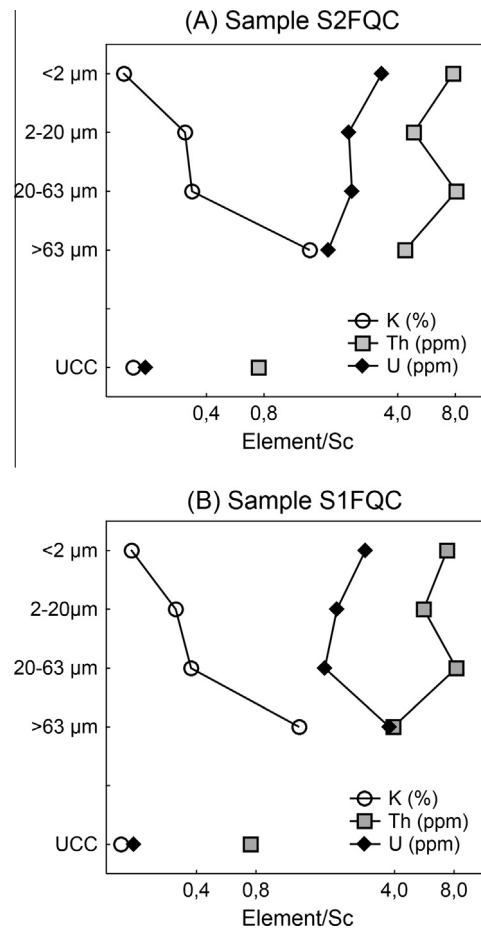 (A) Sample S2FQC
<2 µm
2-20 µm
20-63 µm
>63 µm
K (%)
Th (ppm)
U (ppm)
UCC
0,4 0,8 4,0 8,0
Element/Sc
(B) Sample S1FQC
<2 µm
2-20µm
20-63 µm
>63 µm
K (%)
Th (ppm)
U (ppm)
UCC
0,4 0,8 4,0 8,0
Element/Sc